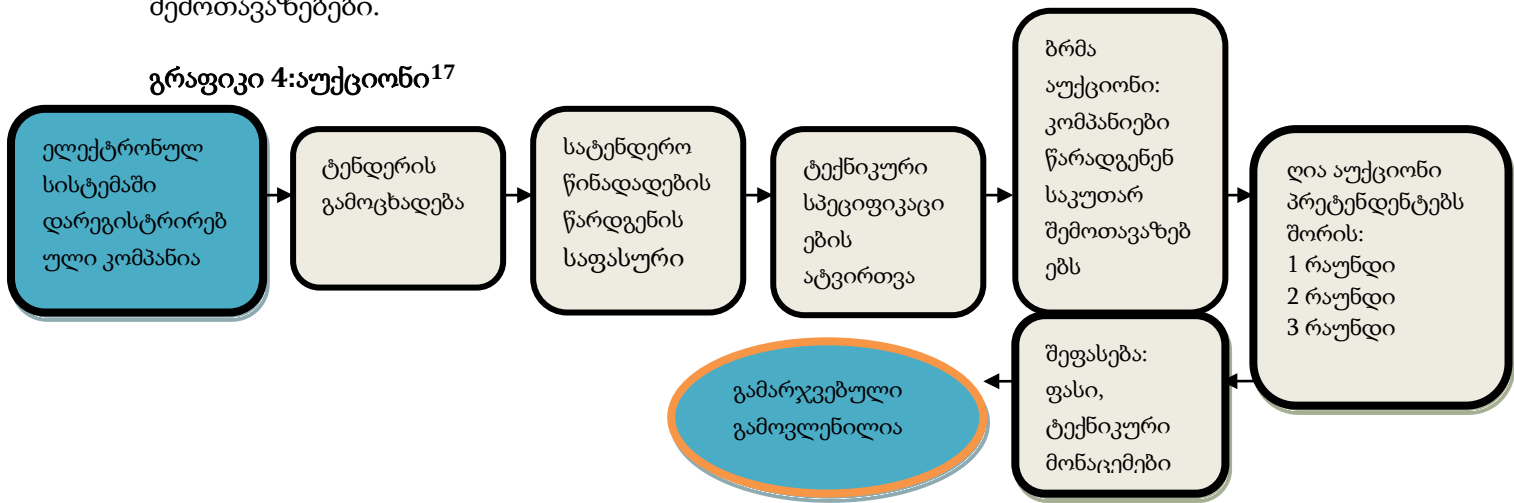 შემოთავაზებები.
გრაფიკი 4:აუქციონი17
ელექტრონულ
სისტემაში
დარეგისტრირებ
ული კომპანია
ტენდერის
გამოცხადება
სატენდერო
წინადადების
წარდგენის
საფასური
ტექნიკური
სპეციფიკაცი
ების
ატვირთვა
ბრმა
აუქციონი:
კომპანიები
წარადგენენ
საკუთარ
შემოთავაზებ
ებს
ღია აუქციონი
პრეტენდენტებს
შორის:
1 რაუნდი
2 რაუნდი
3 რაუნდი
შეფასება:
ფასი,
ტექნიკური
მონაცემები
გამარჯვებული
გამოვლენილია